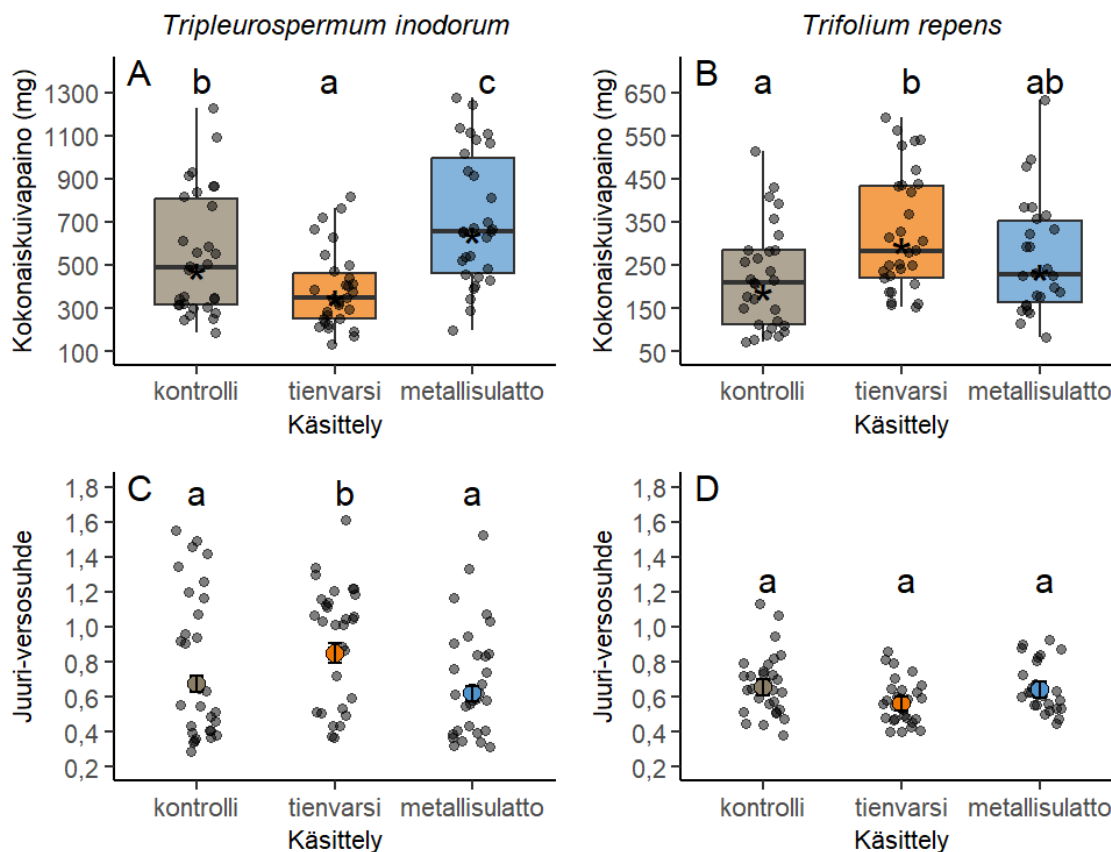 Tripleurospermum inodorum
Trifolium repens
A
b
a
c
Kokonaiskuivapaino (mg)
1300
1100
900
700
500
300
100
kontrolli
tienvarsi
metallisulatto
Käsittely
B
a
b
ab
Kokonaiskuivapaino (mg)
650
550
450
350
250
150
50
kontrolli
tienvarsi
metallisulatto
Käsittely
C
a
b
a
Juuri-versosuhde
1,8
1,6
1,4
1,2
1,0
0,8
0,6
0,4
0,2
kontrolli
tienvarsi
metallisulatto
Käsittely
D
a
a
a
Juuri-versosuhde
1,8
1,6
1,4
1,2
1,0
0,8
0,6
0,4
0,2
kontrolli
tienvarsi
metallisulatto
Käsittely